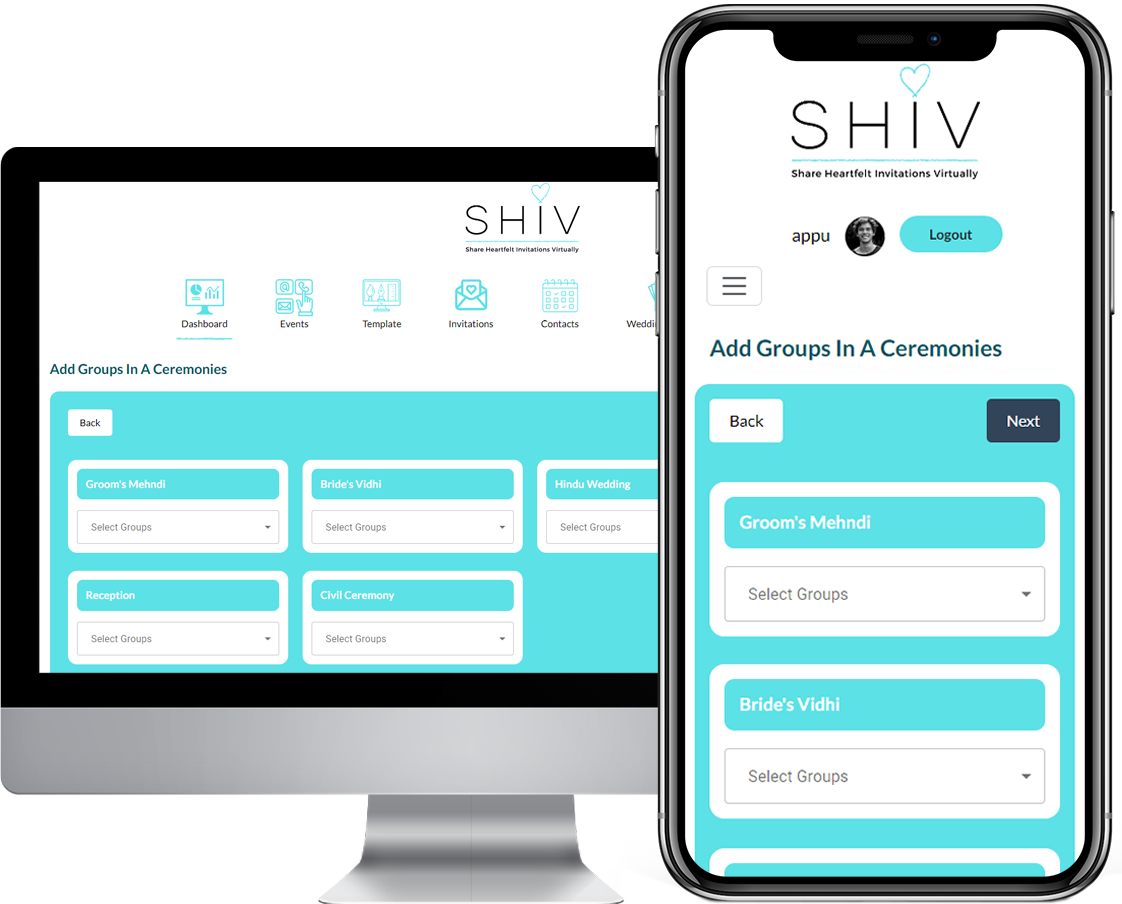 SHIV
Share Heartfelt Invitations Virtually
Dashboard
Events
Template
Invitations
Contacts
Add Groups In A Ceremonies
Back
Groom's Mehndi
Bride's Vidhi
Hindu Wedding
Select Groups
Select Groups
Select Groups
Reception
Civil Ceremony
Select Groups
Select Groups
SHIV
Share Heartfelt Invitations Virtually
appu
Logout
Add Groups In A Ceremonies
Back
Next
Groom's Mehndi
Select Groups
Bride's Vidhi
Select Groups